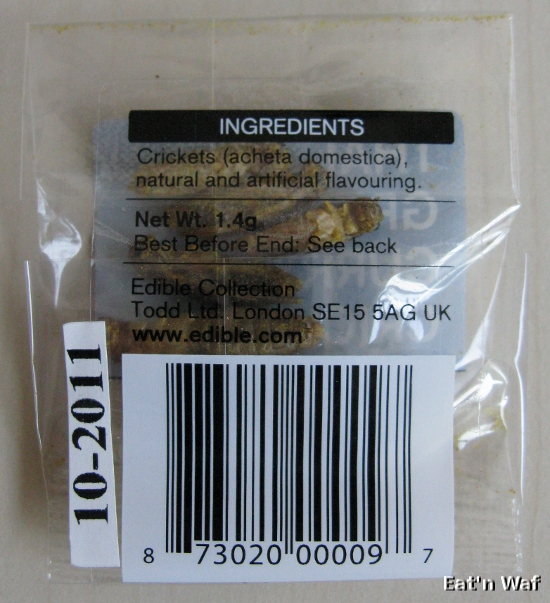 INGREDIENTS
Crickets (acheta domestica),
natural and artificial flavouring.
Net Wt. 1.4g
Best Before End: See back
Edible Collection
Todd Ltd. London SE15 5AG UK
www.edible.com
10-2011
8 73020 00009 7
Eat'n Waf